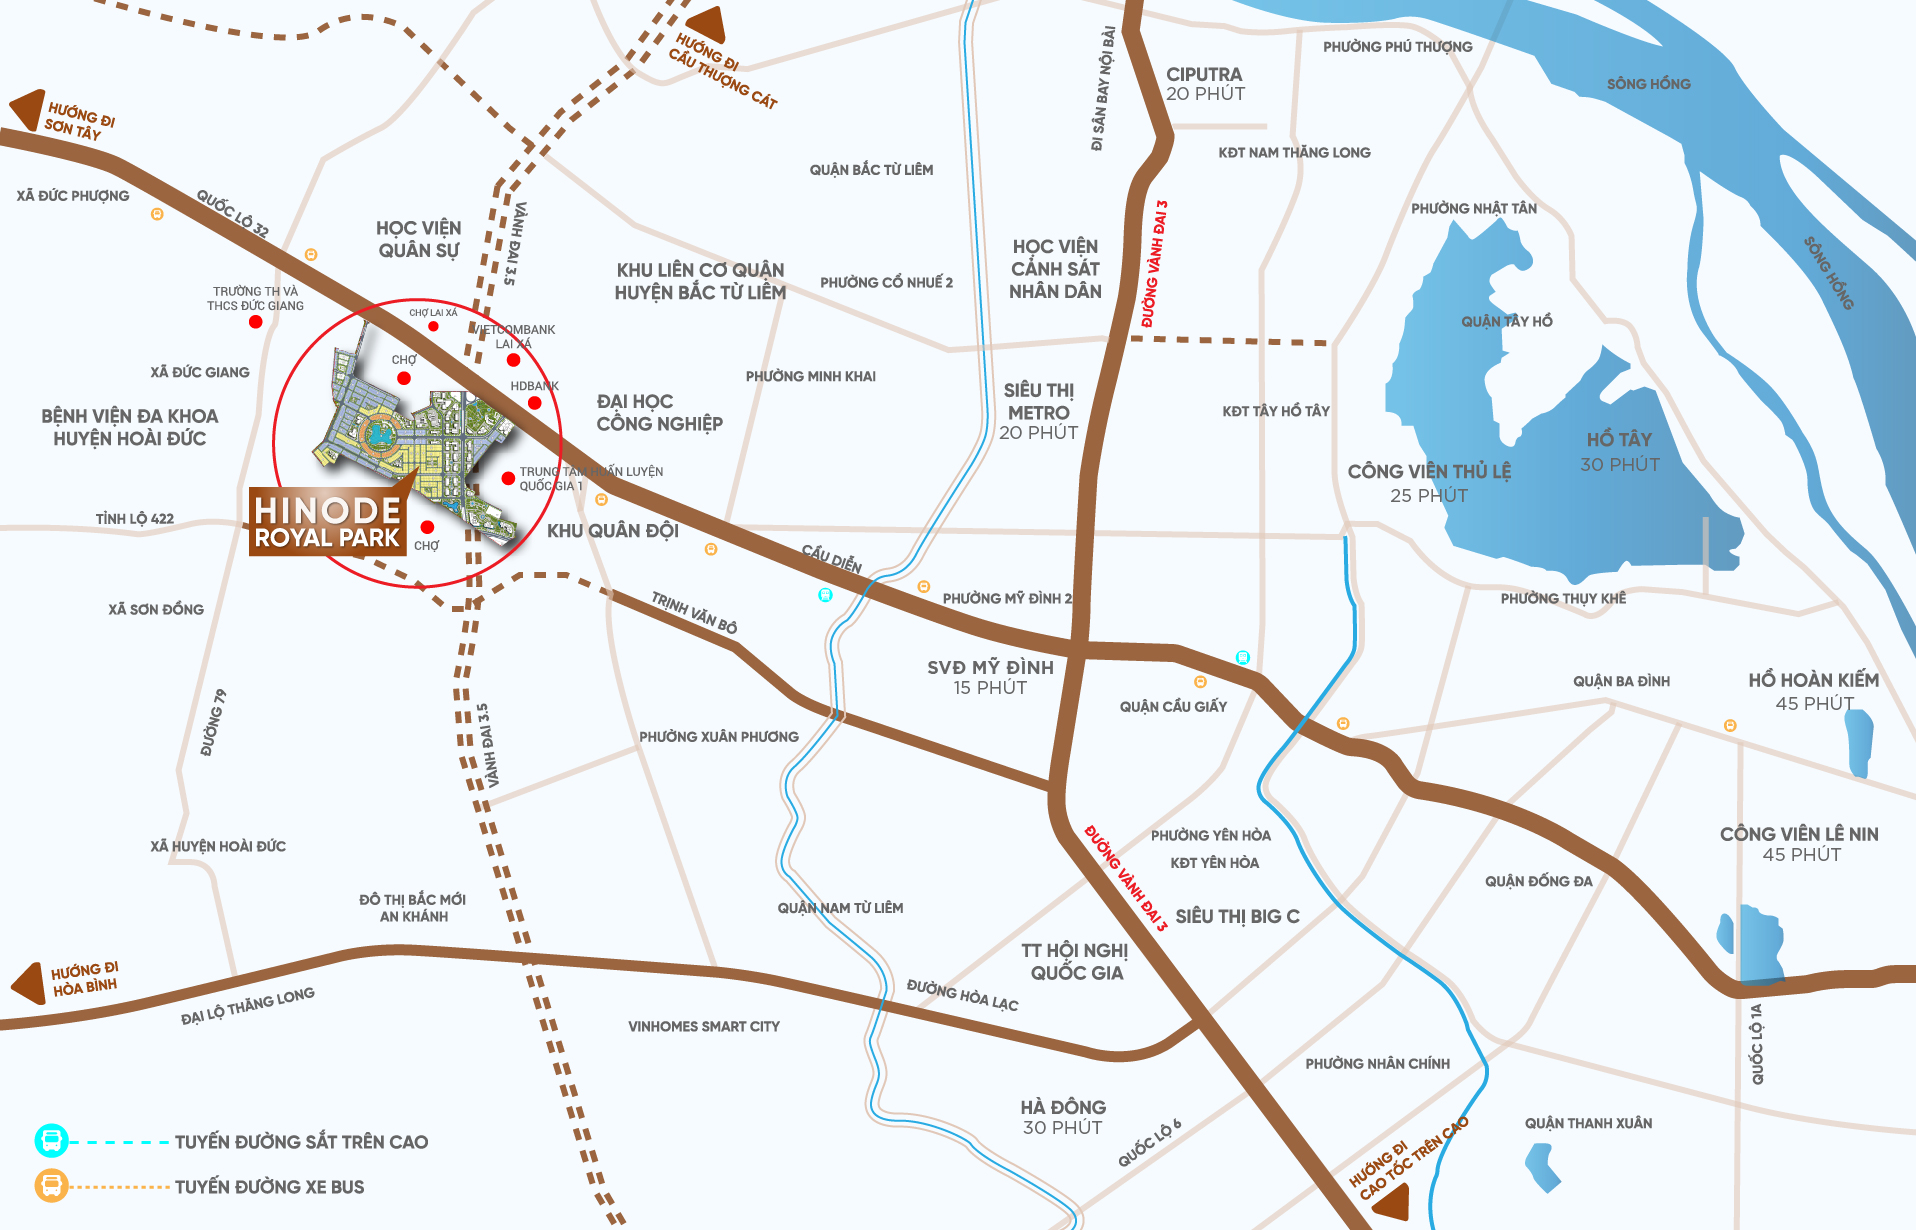 HƯỚNG ĐI
CẦU THƯỢNG CÁT
PHƯỜNG PHÚ THƯỢNG
CIPUTRA
20 PHÚT
SÔNG HỒNG
ĐI SÂN BAY NỘI BÀI
HƯỚNG ĐI
SƠN TÂY
KĐT NAM THĂNG LONG
QUẬN BẮC TỪ LIÊM
XÃ ĐỨC PHƯỢNG
QUỐC LỘ 32
PHƯỜNG NHẬT TÂN
HỌC VIỆN
QUÂN SỰ
VÀNH ĐAI 3.5
ĐƯỜNG VÀNH ĐAI 3
HỌC VIỆN
CẢNH SÁT
NHÂN DÂN
SÔNG HỒNG
KHU LIÊN CƠ QUẬN
HUYỆN BẮC TỪ LIÊM
PHƯỜNG CỔ NHUẾ 2
TRƯỜNG TH VÀ
THCS ĐỨC GIANG
CHỢ LAI XÁ
VIETCOMBANK
LAI XÁ
QUẬN TÂY HỒ
CHỢ
XÃ ĐỨC GIANG
HDBANK
PHƯỜNG MINH KHAI
SIÊU THỊ
METRO
20 PHÚT
ĐẠI HỌC
CÔNG NGHIỆP
KĐT TÂY HỒ TÂY
BỆNH VIỆN ĐA KHOA
HUYỆN HOÀI ĐỨC
HỒ TÂY
30 PHÚT
CÔNG VIÊN THỦ LỆ
25 PHÚT
TRUNG TÂM HUẤN LUYỆN
QUỐC GIA 1
HINODE
ROYAL PARK
TỈNH LỘ 422
CHỢ
KHU QUÂN ĐỘI
CẦU DIỄN
XÃ SƠN ĐỒNG
TRỊNH VĂN BÔ
PHƯỜNG MỸ ĐÌNH 2
PHƯỜNG THỤY KHÊ
SVĐ MỸ ĐÌNH
15 PHÚT
QUẬN BA ĐÌNH
HỒ HOÀN KIẾM
45 PHÚT
QUẬN CẦU GIẤY
ĐƯỜNG 79
VÀNH ĐAI 3.5
PHƯỜNG XUÂN PHƯƠNG
ĐƯỜNG VÀNH ĐAI 3
PHƯỜNG YÊN HÒA
KĐT YÊN HÒA
CÔNG VIÊN LÊ NIN
45 PHÚT
XÃ HUYỆN HOÀI ĐỨC
QUẬN ĐỐNG ĐA
ĐÔ THỊ BẮC MỚI
AN KHÁNH
QUẬN NAM TỪ LIÊM
SIÊU THỊ BIG C
TT HỘI NGHỊ
QUỐC GIA
HƯỚNG ĐI
HÒA BÌNH
ĐẠI LỘ THĂNG LONG
ĐƯỜNG HÒA LẠC
VINHOMES SMART CITY
QUỐC LỘ 1A
PHƯỜNG NHÂN CHÍNH
HÀ ĐÔNG
30 PHÚT
QUỐC LỘ 6
QUẬN THANH XUÂN
HƯỚNG ĐI
CAO TỐC TRÊN CAO
TUYẾN ĐƯỜNG SẮT TRÊN CAO
TUYẾN ĐƯỜNG XE BUS